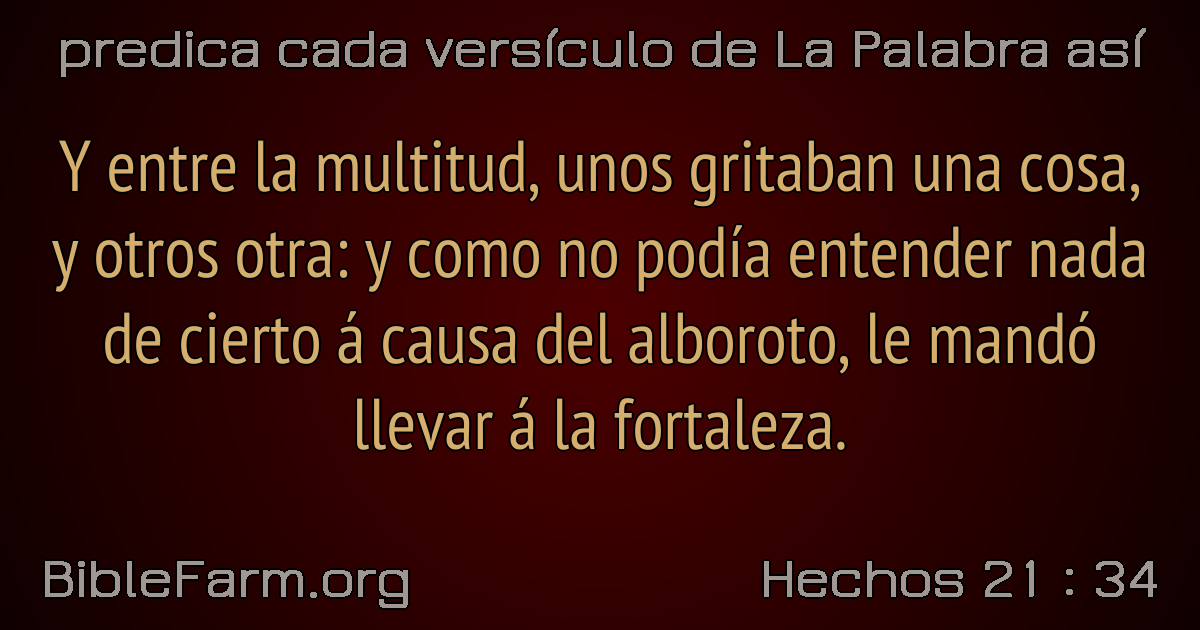 predica cada versículo de La Palabra así
Y entre la multitud, unos gritaban una cosa,
y otros otra: y como no podía entender nada
de cierto á causa del alboroto, le mandó
llevar á la fortaleza.
BibleFarm.org
Hechos 21 : 34